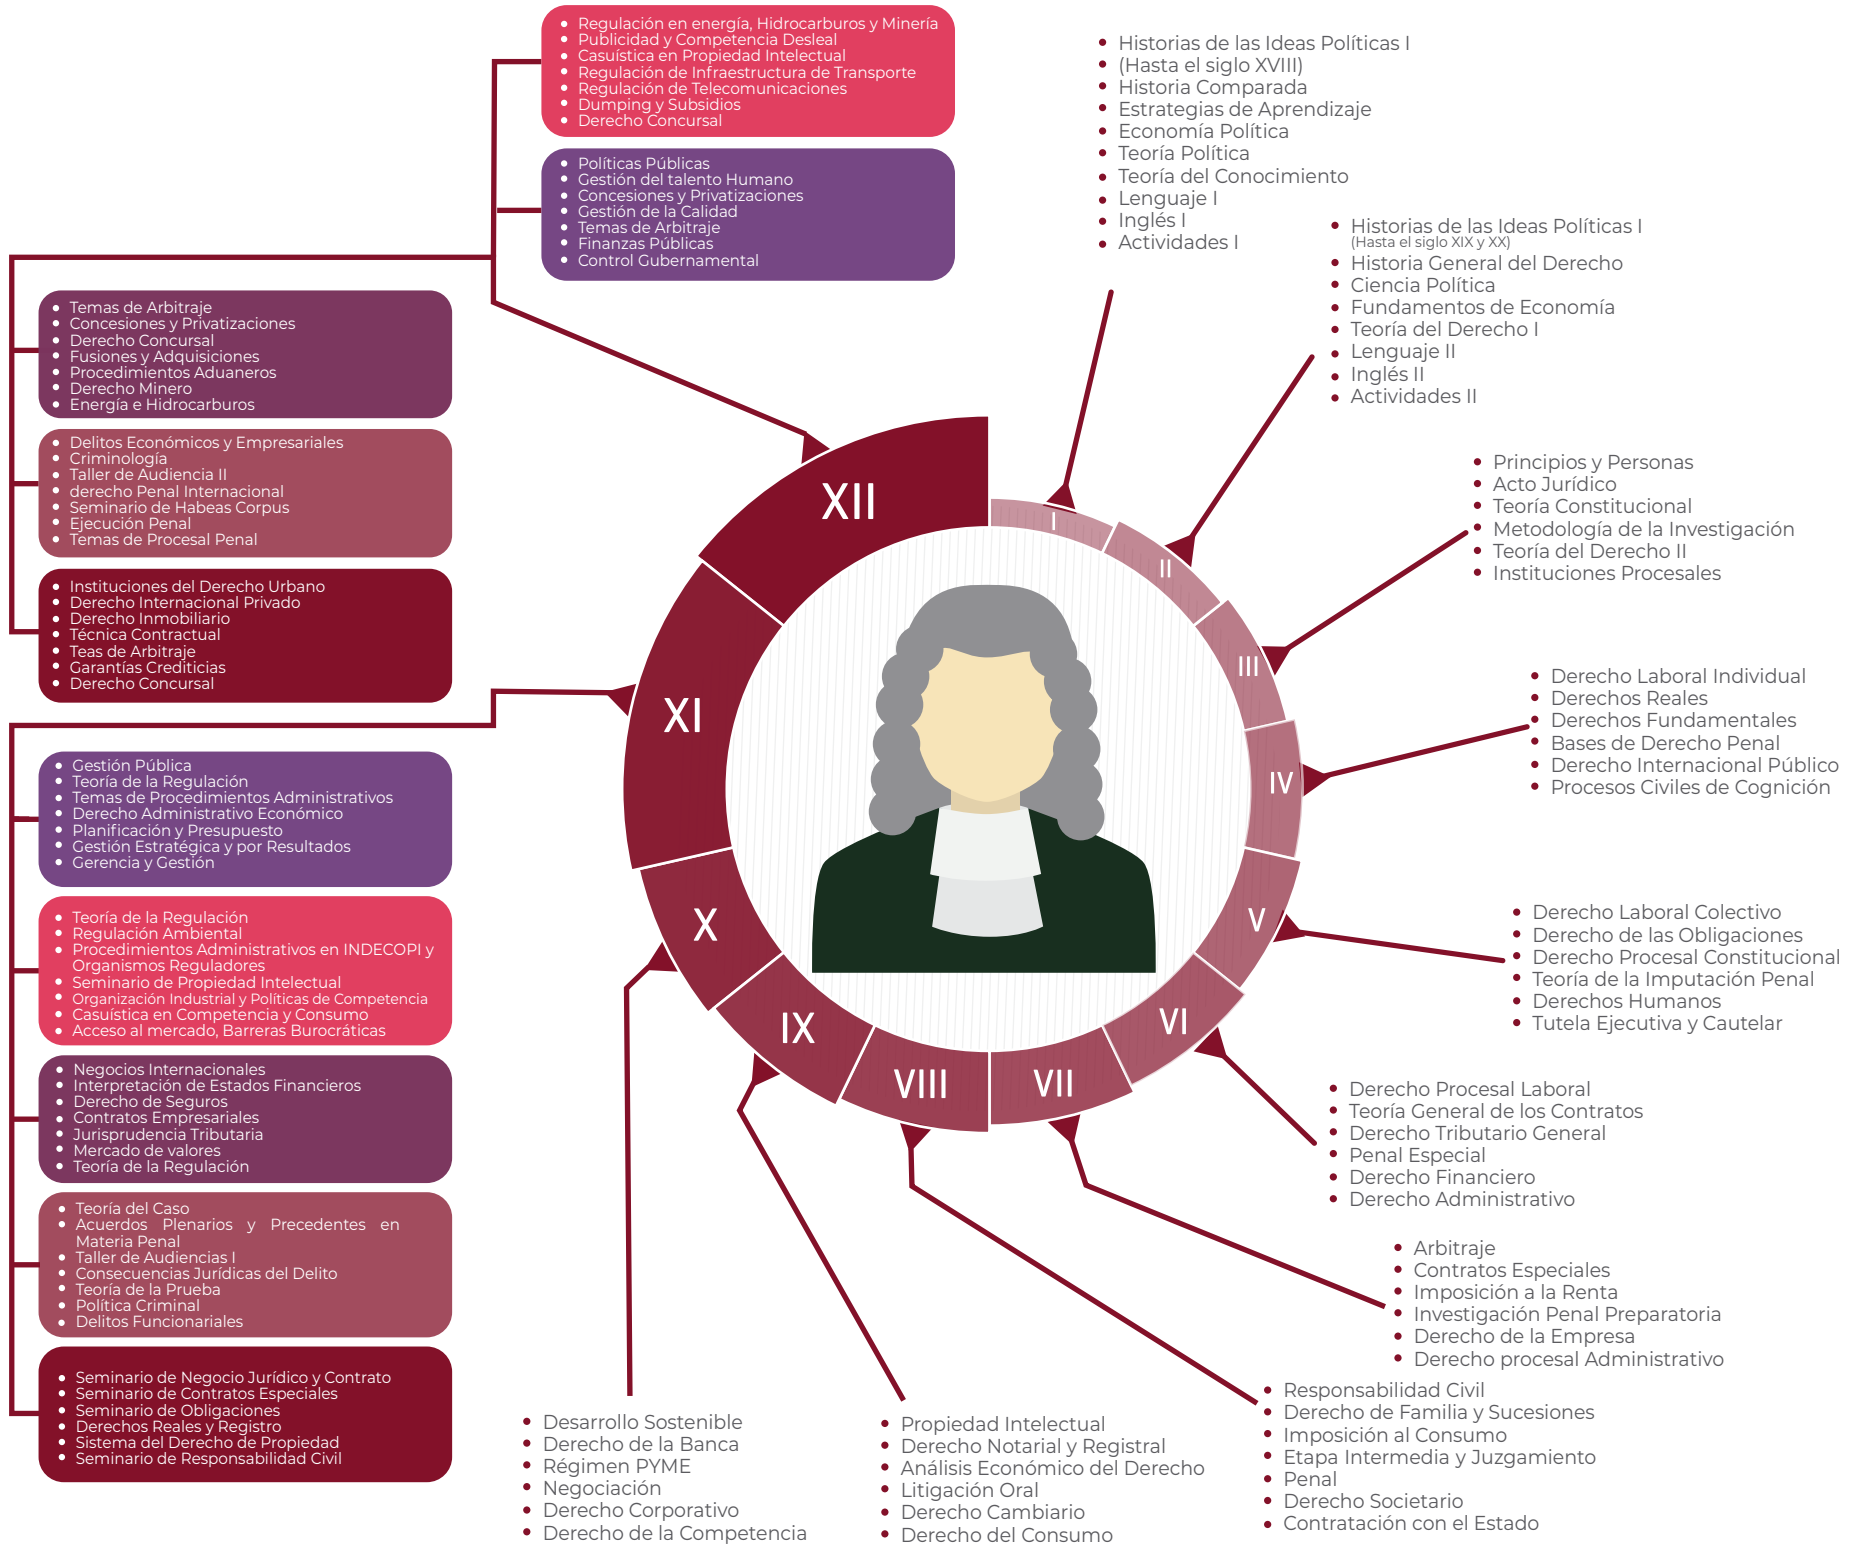 Regulación en energía, Hidrocarburos y Minería
Publicidad y Competencia Desleal
Casuística en Propiedad Intelectual
Regulación de Infraestructura de Transporte
Regulación de Telecomunicaciones
Dumping y Subsidios
Derecho Concursal
Políticas Públicas
Gestión del talento Humano
Concesiones y Privatizaciones
Gestión de la Calidad
Temas de Arbitraje
Finanzas Públicas
Control Gubernamental
Temas de Arbitraje
Concesiones y Privatizaciones
Derecho Concursal
Fusiones y Adquisiciones
Procedimientos Aduaneros
Derecho Minero
Energía e Hidrocarburos
Delitos Económicos y Empresariales
Criminología
Taller de Audiencia II
derecho Penal Internacional
Seminario de Habeas Corpus
Ejecución Penal
Temas de Procesal Penal
Instituciones del Derecho Urbano
Derecho Internacional Privado
Derecho Inmobiliario
Técnica Contractual
Teas de Arbitraje
Garantías Crediticias
Derecho Concursal
Gestión Pública
Teoría de la Regulación
Temas de Procedimientos Administrativos
Derecho Administrativo Económico
Planificación y Presupuesto
Gestión Estratégica y por Resultados
Gerencia y Gestión
Teoría de la Regulación
Regulación Ambiental
Procedimientos Administrativos en INDECOPI y
Organismos Reguladores
Seminario de Propiedad Intelectual
Organización Industrial y Políticas de Competencia
Casuística en Competencia y Consumo
Acceso al mercado, Barreras Burocráticas
Negocios Internacionales
Interpretación de Estados Financieros
Derecho de Seguros
Contratos Empresariales
Jurisprudencia Tributaria
Mercado de valores
Teoría de la Regulación
Teoría del Caso
Acuerdos Plenarios y Precedentes en
Materia Penal
Taller de Audiencias I
Consecuencias Jurídicas del Delito
Teoría de la Prueba
Política Criminal
Delitos Funcionariales
Seminario de Negocio Jurídico y Contrato
Seminario de Contratos Especiales
Seminario de Obligaciones
Derechos Reales y Registro
Sistema del Derecho de Propiedad
Seminario de Responsabilidad Civil
I
II
III
IV
V
VI
VII
VIII
IX
X
XI
XII
Historias de las Ideas Políticas I
(Hasta el siglo XVIII)
Historia Comparada
Estrategias de Aprendizaje
Economía Política
Teoría Política
Teoría del Conocimiento
Lenguaje I
Inglés I
Actividades I
Historias de las Ideas Políticas I
(Hasta el siglo XIX y XX)
Historia General del Derecho
Ciencia Política
Fundamentos de Economía
Teoría del Derecho I
Lenguaje II
Inglés II
Actividades II
Principios y Personas
Acto Jurídico
Teoría Constitucional
Metodología de la Investigación
Teoría del Derecho II
Instituciones Procesales
Derecho Laboral Individual
Derechos Reales
Derechos Fundamentales
Bases de Derecho Penal
Derecho Internacional Público
Procesos Civiles de Cognición
Derecho Laboral Colectivo
Derecho de las Obligaciones
Derecho Procesal Constitucional
Teoría de la Imputación Penal
Derechos Humanos
Tutela Ejecutiva y Cautelar
Derecho Procesal Laboral
Teoría General de los Contratos
Derecho Tributario General
Penal Especial
Derecho Financiero
Derecho Administrativo
Arbitraje
Contratos Especiales
Imposición a la Renta
Investigación Penal Preparatoria
Derecho de la Empresa
Derecho procesal Administrativo
Responsabilidad Civil
Derecho de Familia y Sucesiones
Imposición al Consumo
Etapa Intermedia y Juzgamiento
Penal
Derecho Societario
Contratación con el Estado
Propiedad Intelectual
Derecho Notarial y Registral
Análisis Económico del Derecho
Litigación Oral
Derecho Cambiario
Derecho del Consumo
Desarrollo Sostenible
Derecho de la Banca
Régimen PYME
Negociación
Derecho Corporativo
Derecho de la Competencia